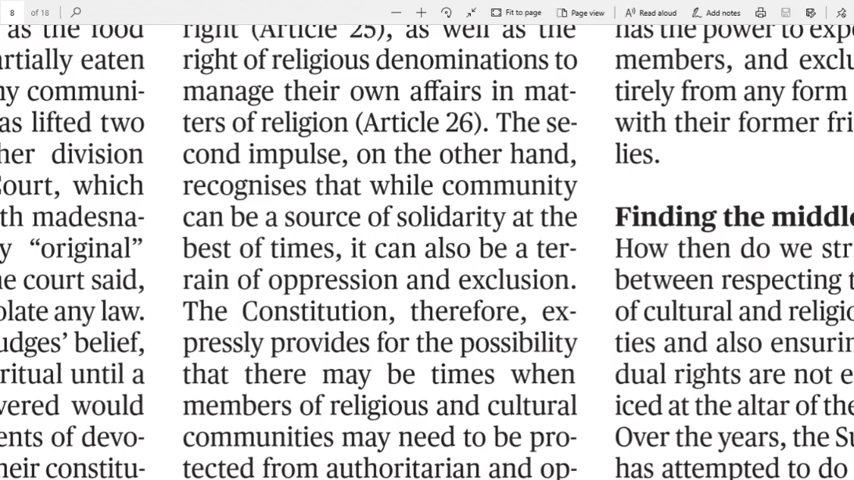 8 of 18 Fit to page Page view Read aloud Add notes
as the food
artially eaten
ny communi-
as lifted two
her division
Court, which
th madesna-
y “original”
he court said,
olate any law.
udges’ belief,
ritual until a
vered would
ents of devo-
heir constitu-
right (Article 25), as well as the
right of religious denominations to
manage their own affairs in mat-
ters of religion (Article 26). The se-
cond impulse, on the other hand,
recognises that while community
can be a source of solidarity at the
best of times, it can also be a ter-
rain of oppression and exclusion.
The Constitution, therefore, ex-
pressly provides for the possibility
that there may be times when
members of religious and cultural
communities may need to be pro-
tected from authoritarian and op-
has the power to expe
members, and exclu
tirely from any form
with their former fri
lies.
Finding the middle
How then do we str
between respecting t
of cultural and religio
ties and also ensurin
dual rights are not e
iced at the altar of the
Over the years, the Su
has attempted to do